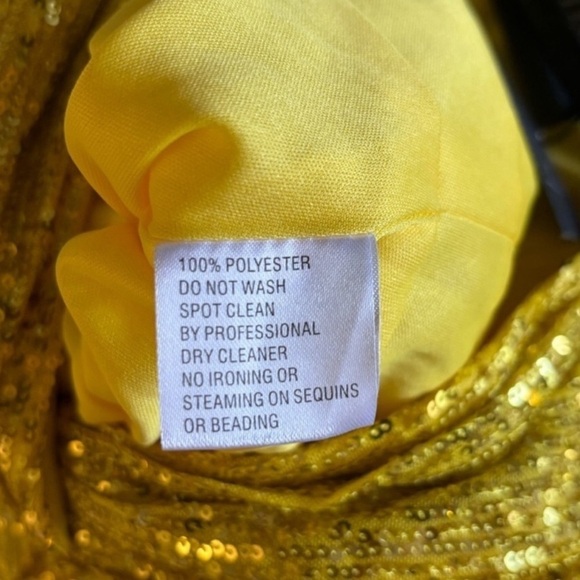 100% POLYESTER
DO NOT WASH
SPOT CLEAN
BY PROFESSIONAL
DRY CLEANER
NO IRONING OR
STEAMING ON SEQUINS
OR BEADING